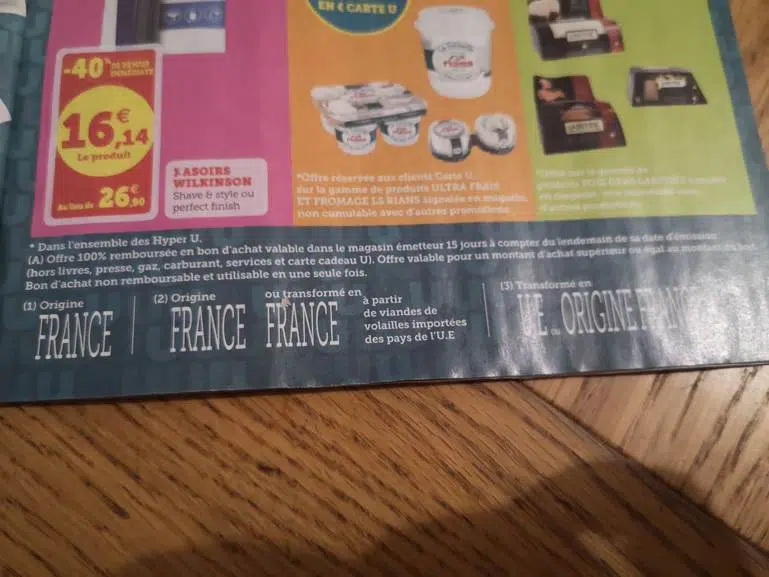 EN € CARTE U
-40% DE REMISE
IMMÉDIATE
16€,14
Le produit
Au lieu de 26€,90
RASOIRS
WILKINSON
Shave & style ou
perfect finish
*Offre réservée aux clients Carte U
sur la gamme de produits ULTRA FRAIS
ET FROMAGE LS RIANS signalée en magasin,
non cumulable avec d'autres promotions.
* Dans l'ensemble des Hyper U.
(A) Offre 100% remboursée en bon d'achat valable dans le magasin émetteur 15 jours à compter du lendemain de sa date d'émission
(hors livres, presse, gaz, carburant, services et carte cadeau U). Offre valable pour un montant d'achat supérieur ou égal au montant du bon.
Bon d'achat non remboursable et utilisable en une seule fois.
(1) Origine
FRANCE
(2) Origine
FRANCE
ou transformé en
FRANCE
à partir
de viandes de
volailles importées
des pays de l'U.E
(3) Transformé en
UE ou ORIGINE FRANCE